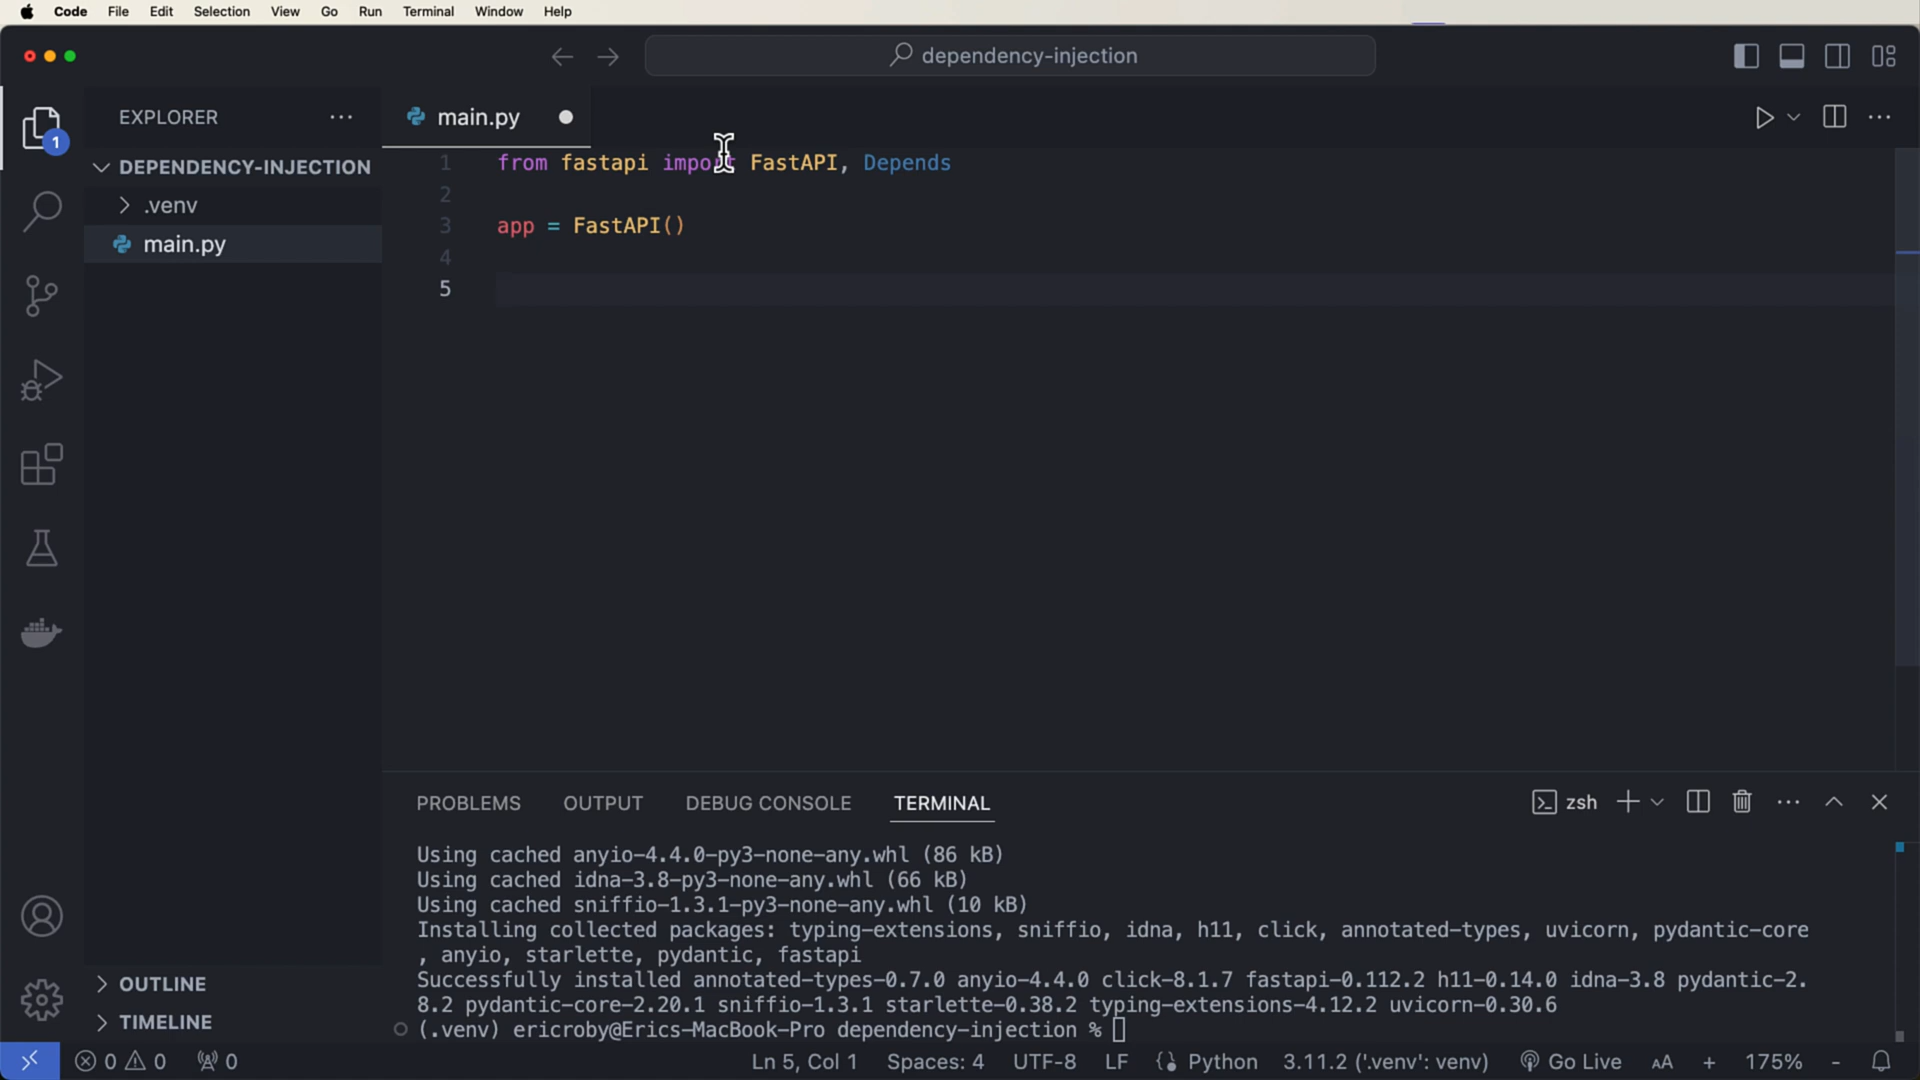 Code File Edit Selection View Go Run Terminal Window Help
dependency-injection
EXPLORER
main.py
1
DEPENDENCY-INJECTION
.venv
main.py
1 from fastapi import FastAPI, Depends
2
3 app = FastAPI()
4
5
PROBLEMS OUTPUT DEBUG CONSOLE TERMINAL
zsh
Using cached anyio-4.4.0-py3-none-any.whl (86 kB)
Using cached idna-3.8-py3-none-any.whl (66 kB)
Using cached sniffio-1.3.1-py3-none-any.whl (10 kB)
Installing collected packages: typing-extensions, sniffio, idna, h11, click, annotated-types, uvicorn, pydantic-core
, anyio, starlette, pydantic, fastapi
Successfully installed annotated-types-0.7.0 anyio-4.4.0 click-8.1.7 fastapi-0.112.2 h11-0.14.0 idna-3.8 pydantic-2.
8.2 pydantic-core-2.20.1 sniffio-1.3.1 starlette-0.38.2 typing-extensions-4.12.2 uvicorn-0.30.6
(.venv) ericroby@Erics-MacBook-Pro dependency-injection %
OUTLINE
TIMELINE
0 0 0 Ln 5, Col 1 Spaces: 4 UTF-8 LF Python 3.11.2 ('.venv': venv) Go Live AA + 175% -